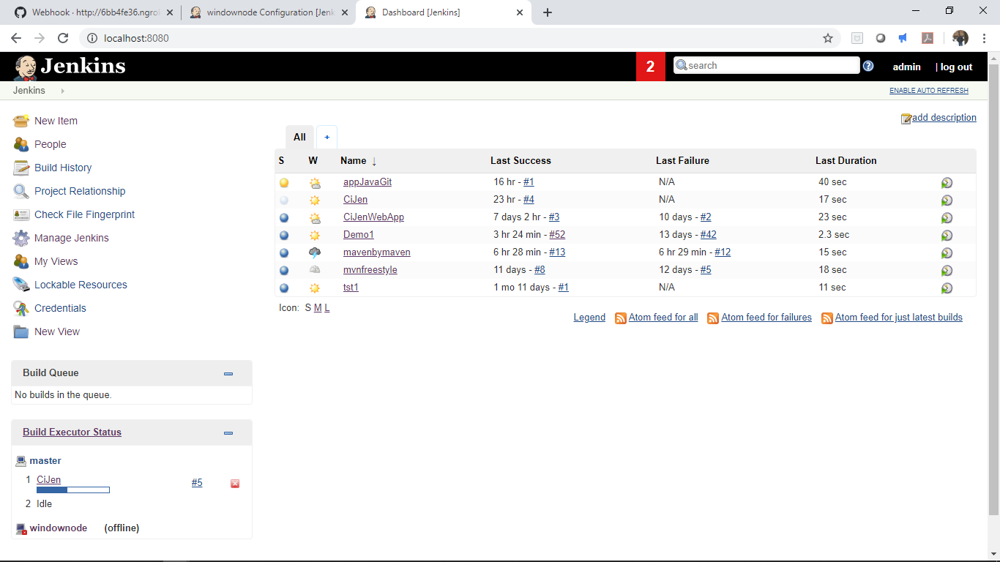 Webhook · http://6bb4fe36.ngro
windownode Configuration [Jenk
Dashboard [Jenkins]
localhost:8080
Jenkins
2
search
admin
| log out
Jenkins
ENABLE AUTO REFRESH
New Item
People
Build History
Project Relationship
Check File Fingerprint
Manage Jenkins
My Views
Lockable Resources
Credentials
New View
Build Queue
No builds in the queue.
Build Executor Status
master
1 CiJen #5
2 Idle
windownode (offline)
add description
All +
S W Name ↓ Last Success Last Failure Last Duration
appJavaGit 16 hr - #1 N/A 40 sec
CiJen 23 hr - #4 N/A 17 sec
CiJenWebApp 7 days 2 hr - #3 10 days - #2 23 sec
Demo1 3 hr 24 min - #52 13 days - #42 2.3 sec
mavenbymaven 6 hr 28 min - #13 6 hr 29 min - #12 15 sec
mvnfreestyle 11 days - #8 12 days - #5 18 sec
tst1 1 mo 11 days - #1 N/A 11 sec
Icon: S M L
Legend Atom feed for all Atom feed for failures Atom feed for just latest builds